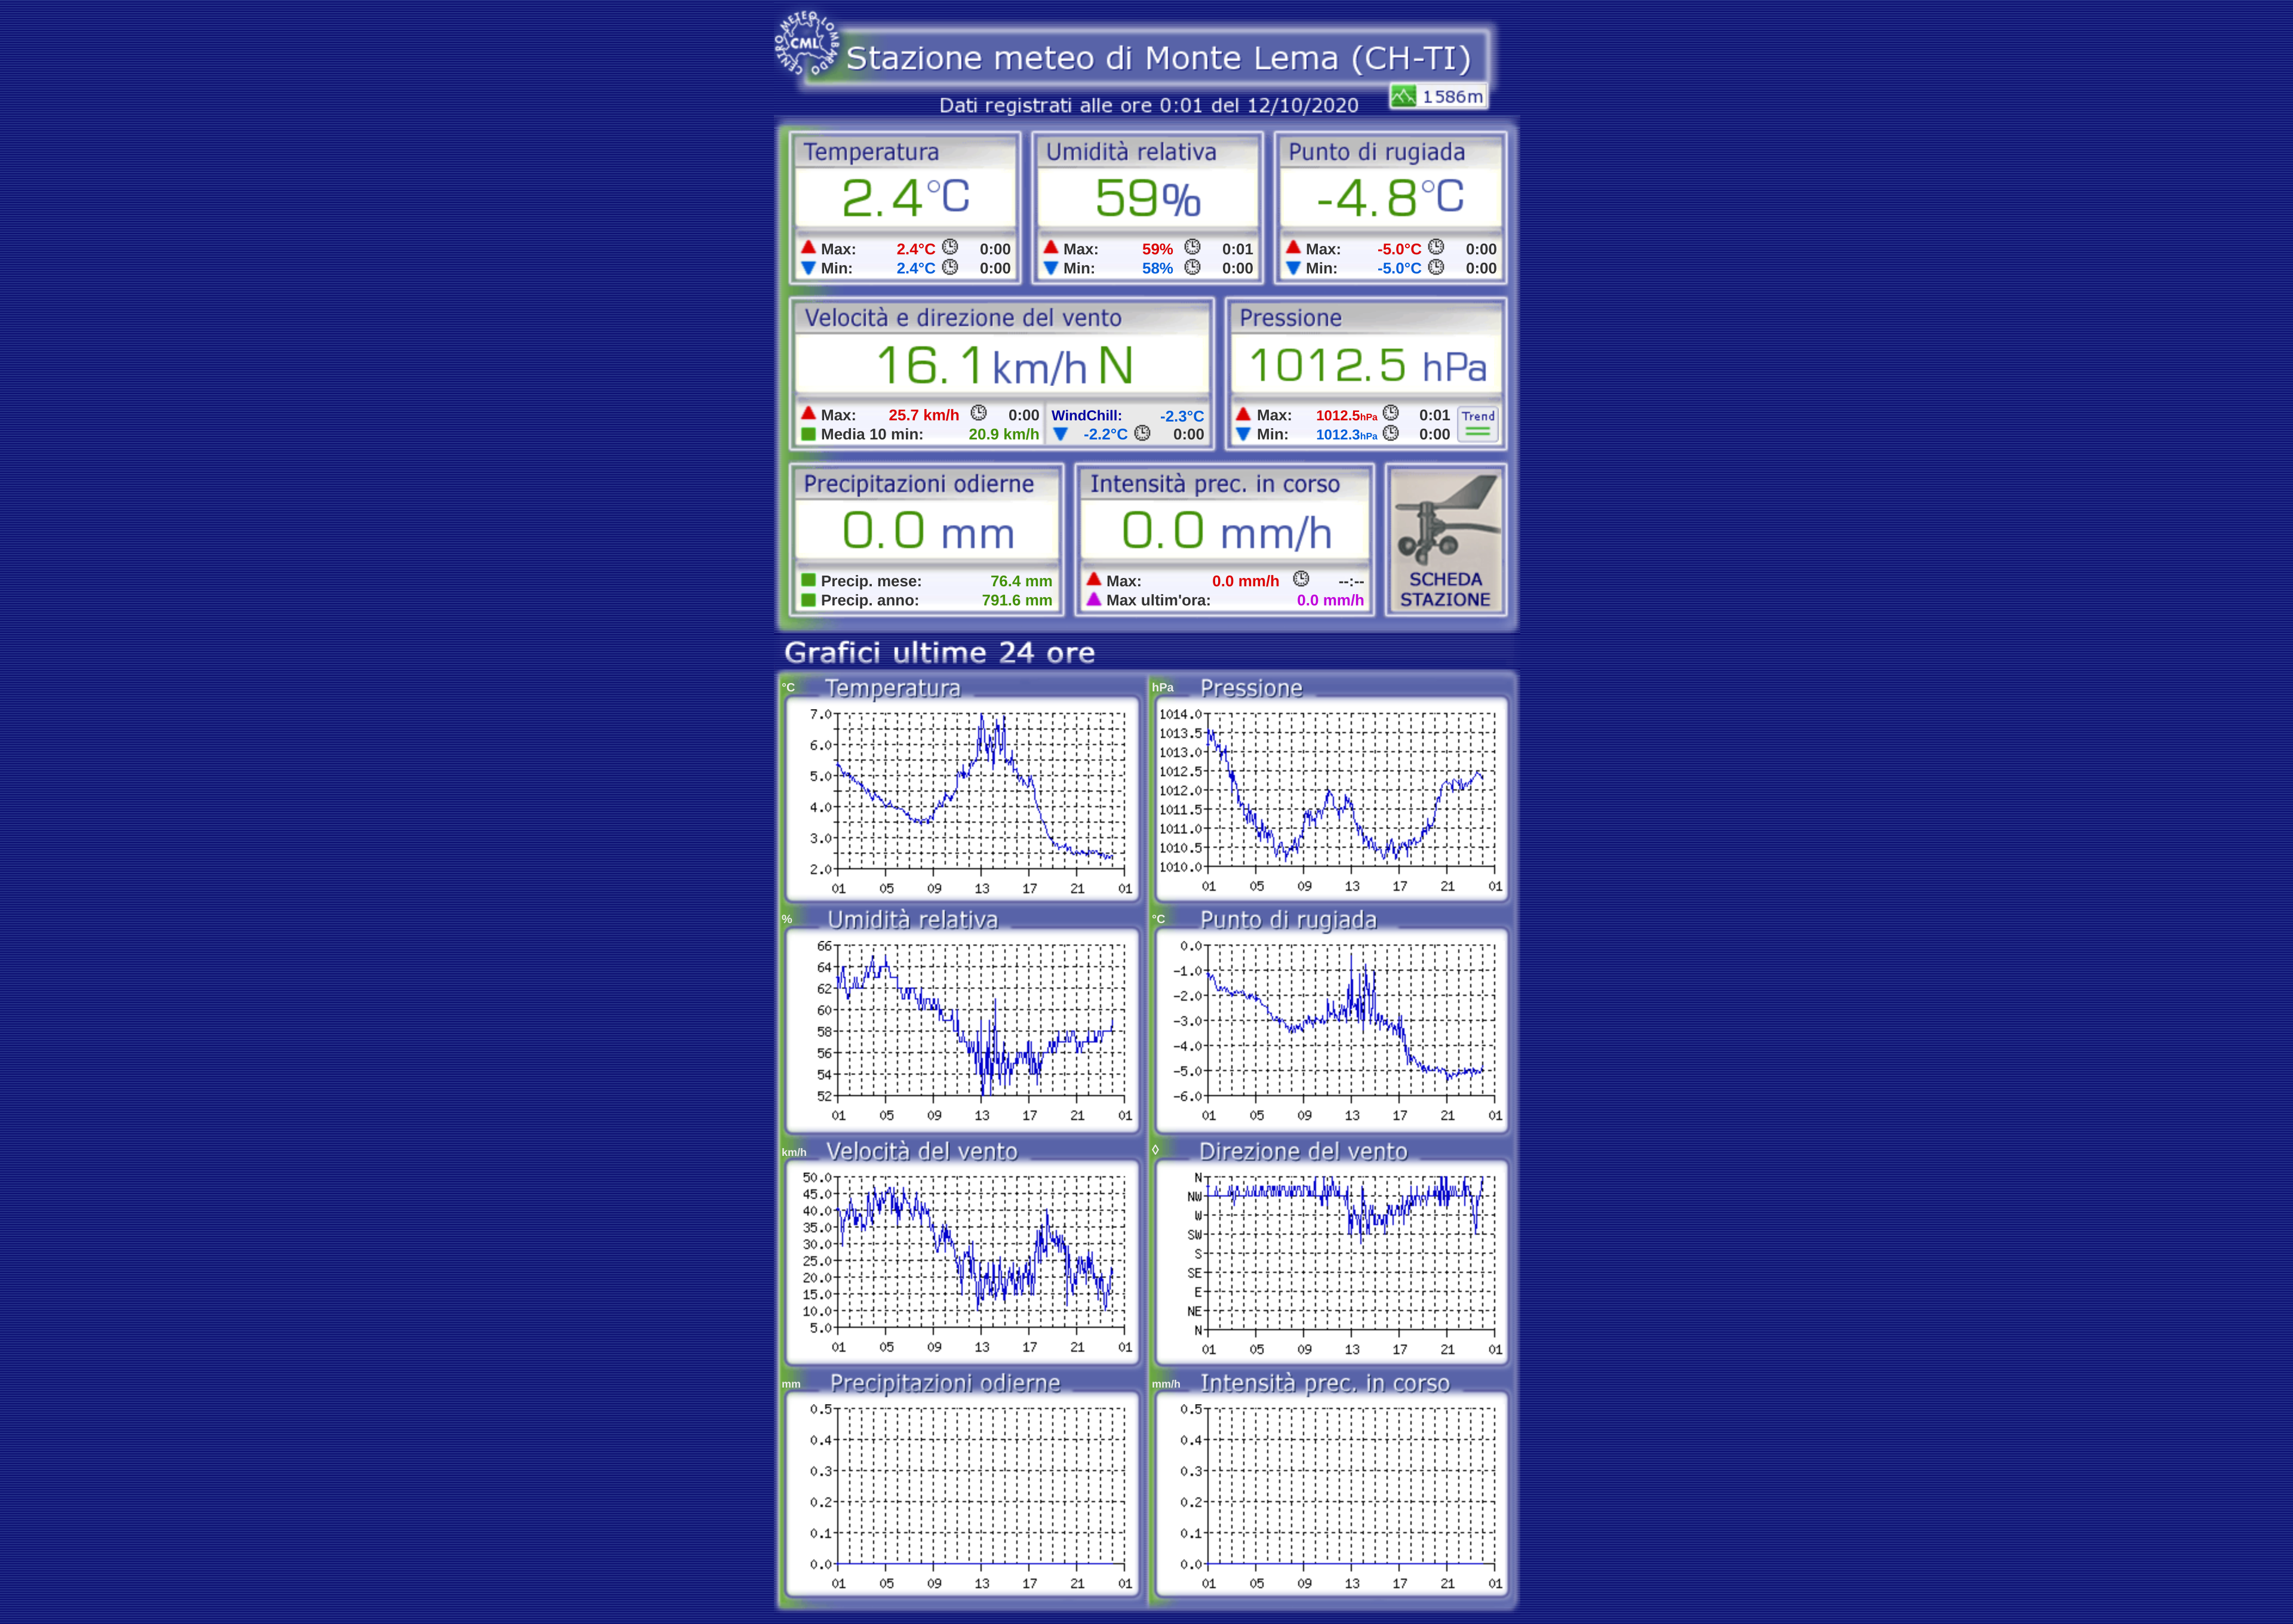 CENTRO METEO LOMBARDO
CML
Stazione meteo di Monte Lema (CH-TI)
Dati registrati alle ore 0:01 del 12/10/2020
1586m
Temperatura
2.4°C
Max: 2.4°C 0:00
Min: 2.4°C 0:00
Umidità relativa
59%
Max: 59% 0:01
Min: 58% 0:00
Punto di rugiada
-4.8°C
Max: -5.0°C 0:00
Min: -5.0°C 0:00
Velocità e direzione del vento
16.1km/h N
Max: 25.7 km/h 0:00
Media 10 min: 20.9 km/h
WindChill: -2.3°C
-2.2°C 0:00
Pressione
1012.5 hPa
Max: 1012.5hPa 0:01
Min: 1012.3hPa 0:00
Trend
Precipitazioni odierne
0.0 mm
Precip. mese: 76.4 mm
Precip. anno: 791.6 mm
Intensità prec. in corso
0.0 mm/h
Max: 0.0 mm/h --:--
Max ultim'ora: 0.0 mm/h
SCHEDA
STAZIONE
Grafici ultime 24 ore
°C Temperatura
7.0
6.0
5.0
4.0
3.0
2.0
01 05 09 13 17 21 01
hPa Pressione
1014.0
1013.5
1013.0
1012.5
1012.0
1011.5
1011.0
1010.5
1010.0
01 05 09 13 17 21 01
% Umidità relativa
66
64
62
60
58
56
54
52
01 05 09 13 17 21 01
°C Punto di rugiada
0.0
-1.0
-2.0
-3.0
-4.0
-5.0
-6.0
01 05 09 13 17 21 01
km/h Velocità del vento
50.0
45.0
40.0
35.0
30.0
25.0
20.0
15.0
10.0
5.0
01 05 09 13 17 21 01
◊ Direzione del vento
N
NW
W
SW
S
SE
E
NE
N
01 05 09 13 17 21 01
mm Precipitazioni odierne
0.5
0.4
0.3
0.2
0.1
0.0
01 05 09 13 17 21 01
mm/h Intensità prec. in corso
0.5
0.4
0.3
0.2
0.1
0.0
01 05 09 13 17 21 01